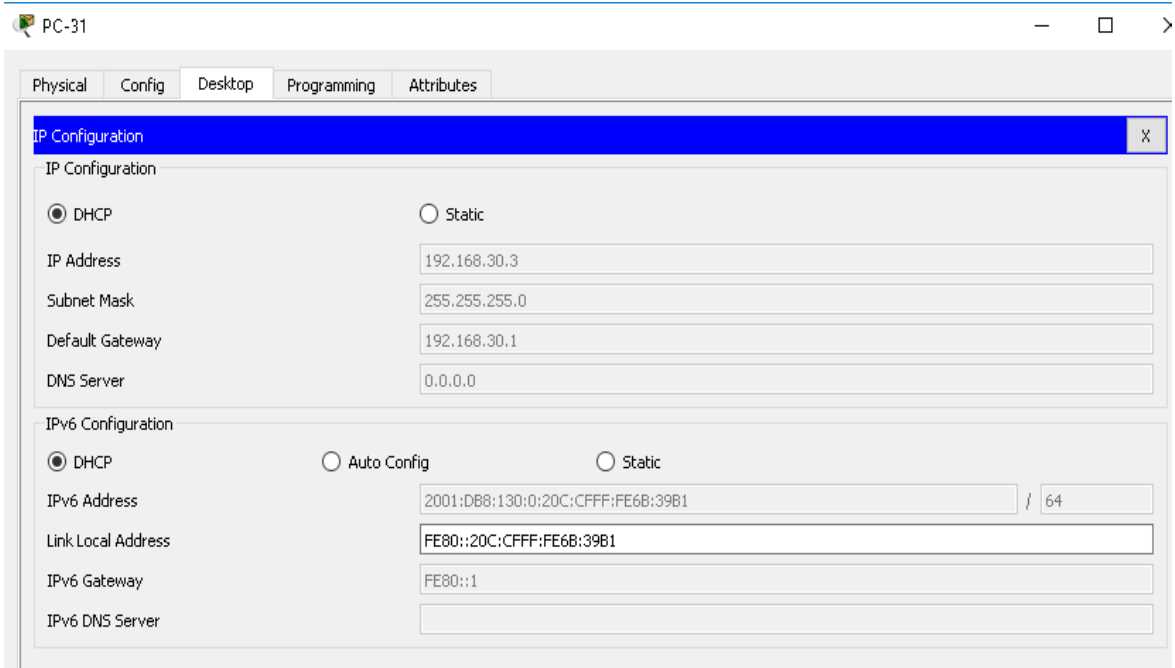 PC-31
Physical Config Desktop Programming Attributes
IP Configuration X
IP Configuration
DHCP Static
IP Address 192.168.30.3
Subnet Mask 255.255.255.0
Default Gateway 192.168.30.1
DNS Server 0.0.0.0
IPv6 Configuration
DHCP Auto Config Static
IPv6 Address 2001:DB8:130:0:20C:CFFF:FE6B:39B1 / 64
Link Local Address FE80::20C:CFFF:FE6B:39B1
IPv6 Gateway FE80::1
IPv6 DNS Server